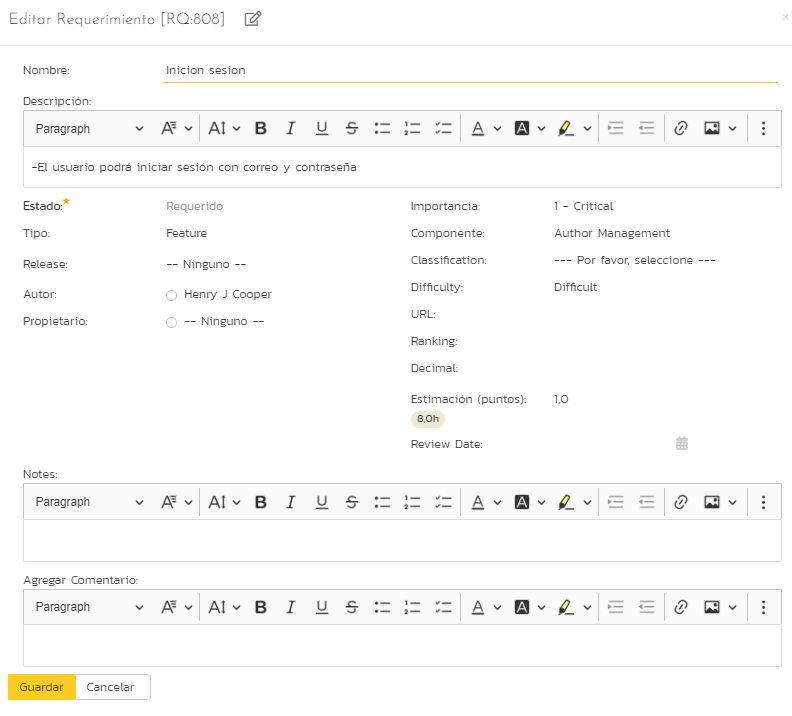 Editar Requerimiento [RQ:808]
×
Nombre: Inicion sesion
Descripción:
Paragraph
-El usuario podrá iniciar sesión con correo y contraseña
Estado:* Requerido
Tipo: Feature
Release: -- Ninguno --
Autor: Henry J Cooper
Propietario: -- Ninguno --
Importancia: 1 - Critical
Componente: Author Management
Classification: --- Por favor, seleccione ---
Difficulty: Difficult
URL:
Ranking:
Decimal:
Estimación (puntos): 1,0
8,0h
Review Date:
Notes:
Paragraph
Agregar Comentario:
Paragraph
Guardar Cancelar